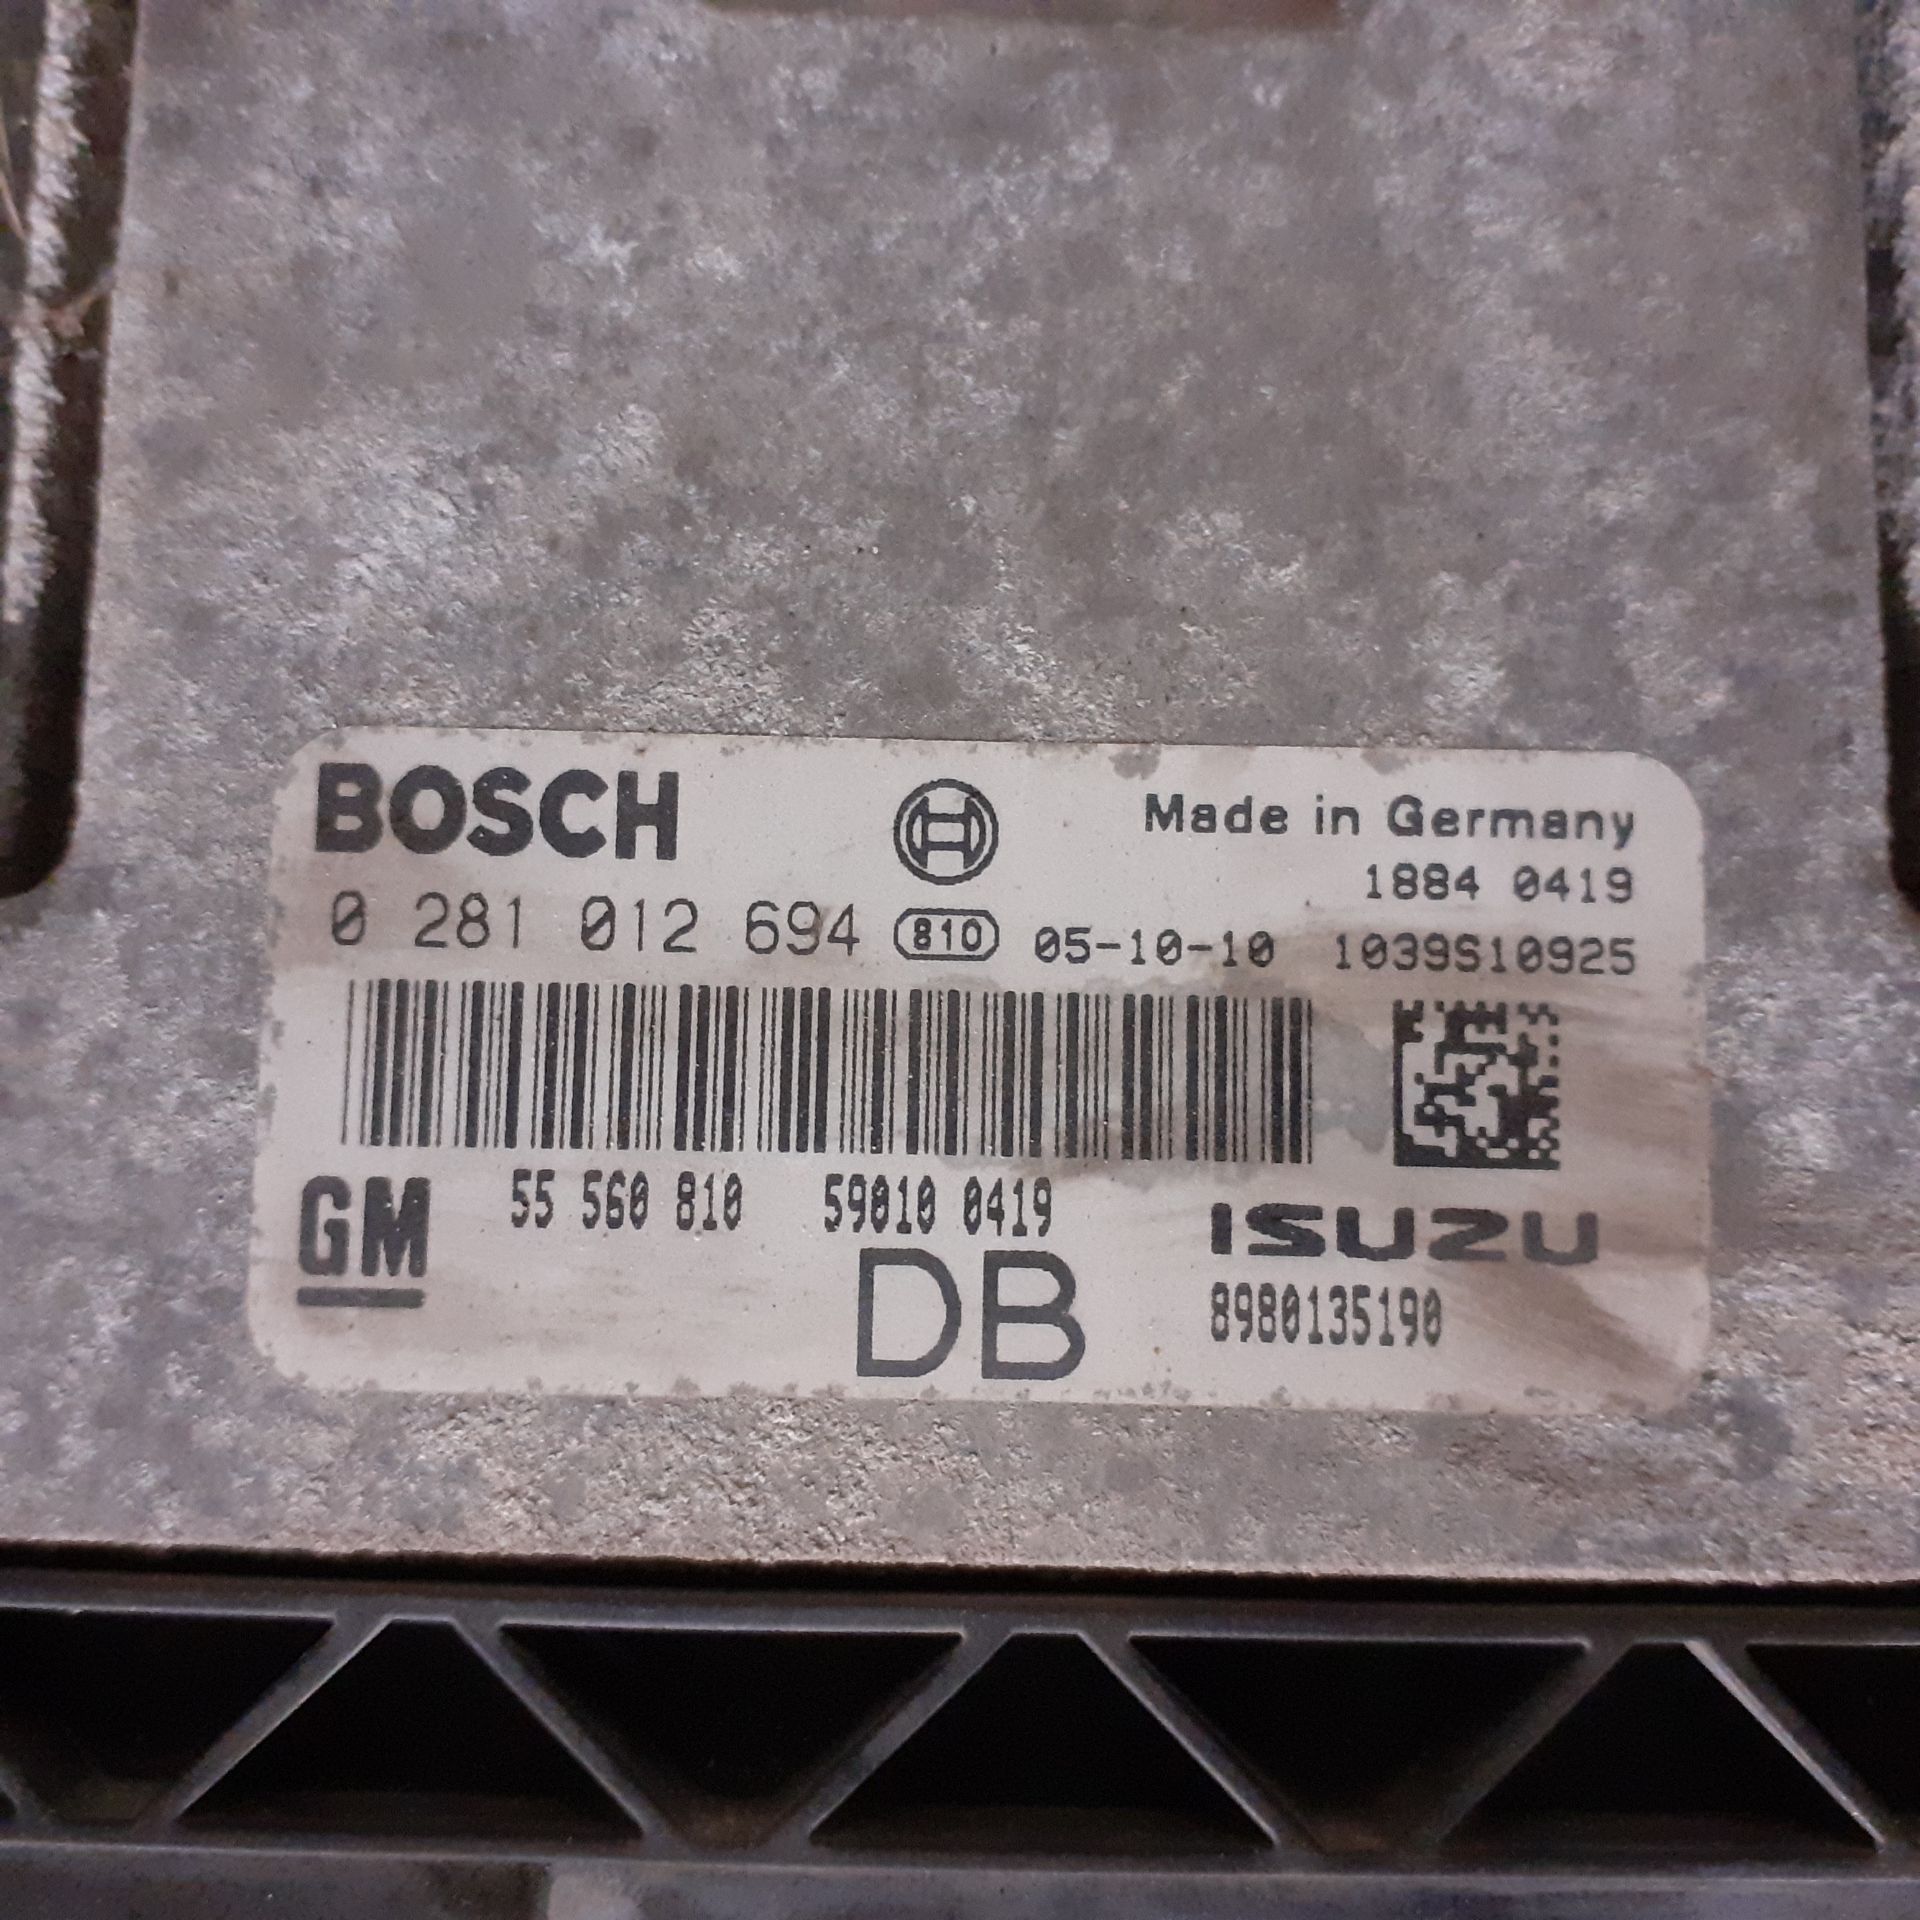 BOSCH Made in Germany
1884 0419
0 281 012 694 810 05-10-10 1039S10925
GM 55 560 810 59010 0419 ISUZU
DB 8980135190